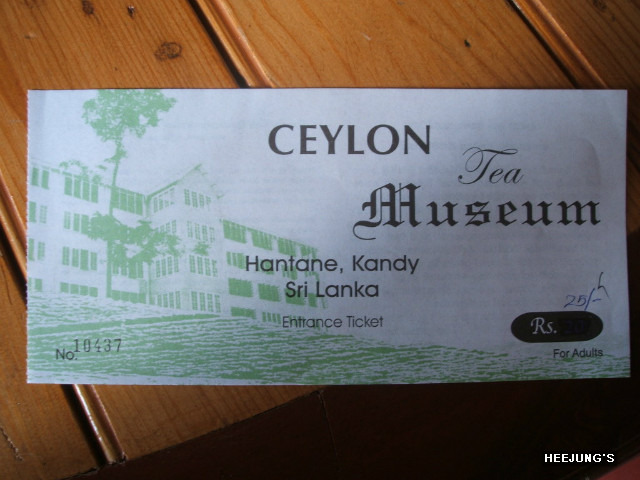 CEYLON
Tea
Museum
Hantane, Kandy
Sri Lanka
Entrance Ticket
25/-
Rs.
For Adults
No. 10437
HEEJUNG'S